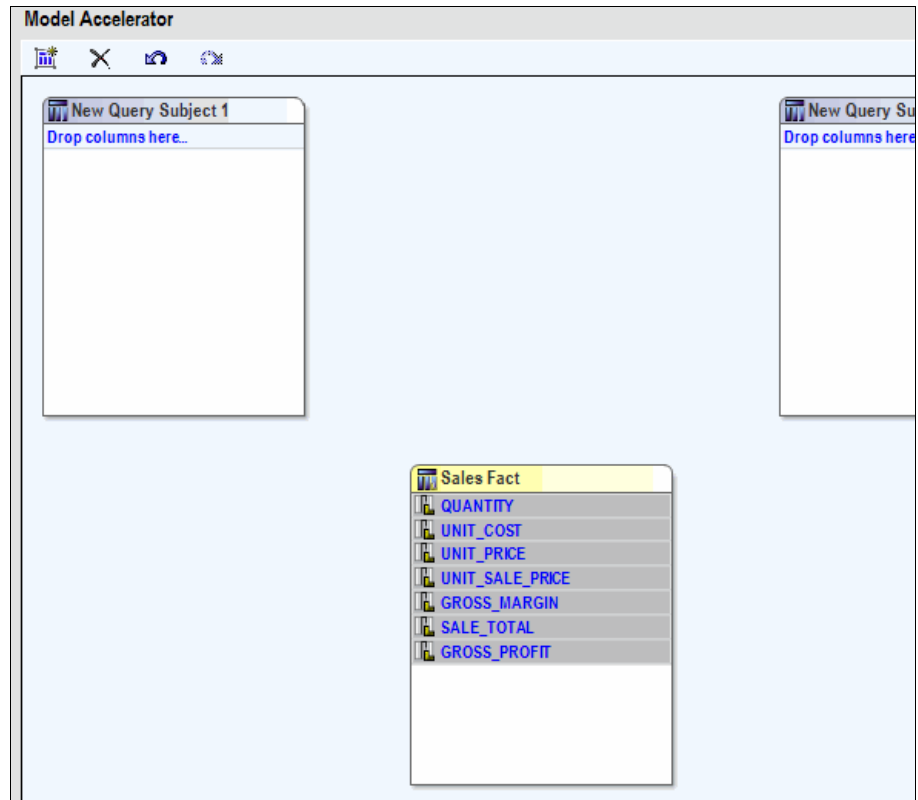 Model Accelerator
New Query Subject 1
Drop columns here...
New Query Su
Drop columns here
Sales Fact
QUANTITY
UNIT_COST
UNIT_PRICE
UNIT_SALE_PRICE
GROSS_MARGIN
SALE_TOTAL
GROSS_PROFIT